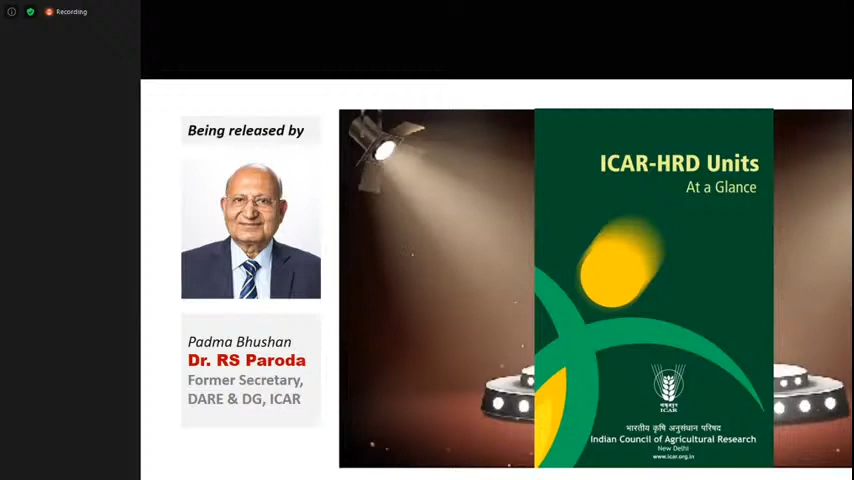 Recording
Being released by
Padma Bhushan
Dr. RS Paroda
Former Secretary,
DARE & DG, ICAR
ICAR-HRD Units
At a Glance
ICAR
भारतीय कृषि अनुसंधान परिषद
Indian Council of Agricultural Research
New Delhi
www.icar.org.in